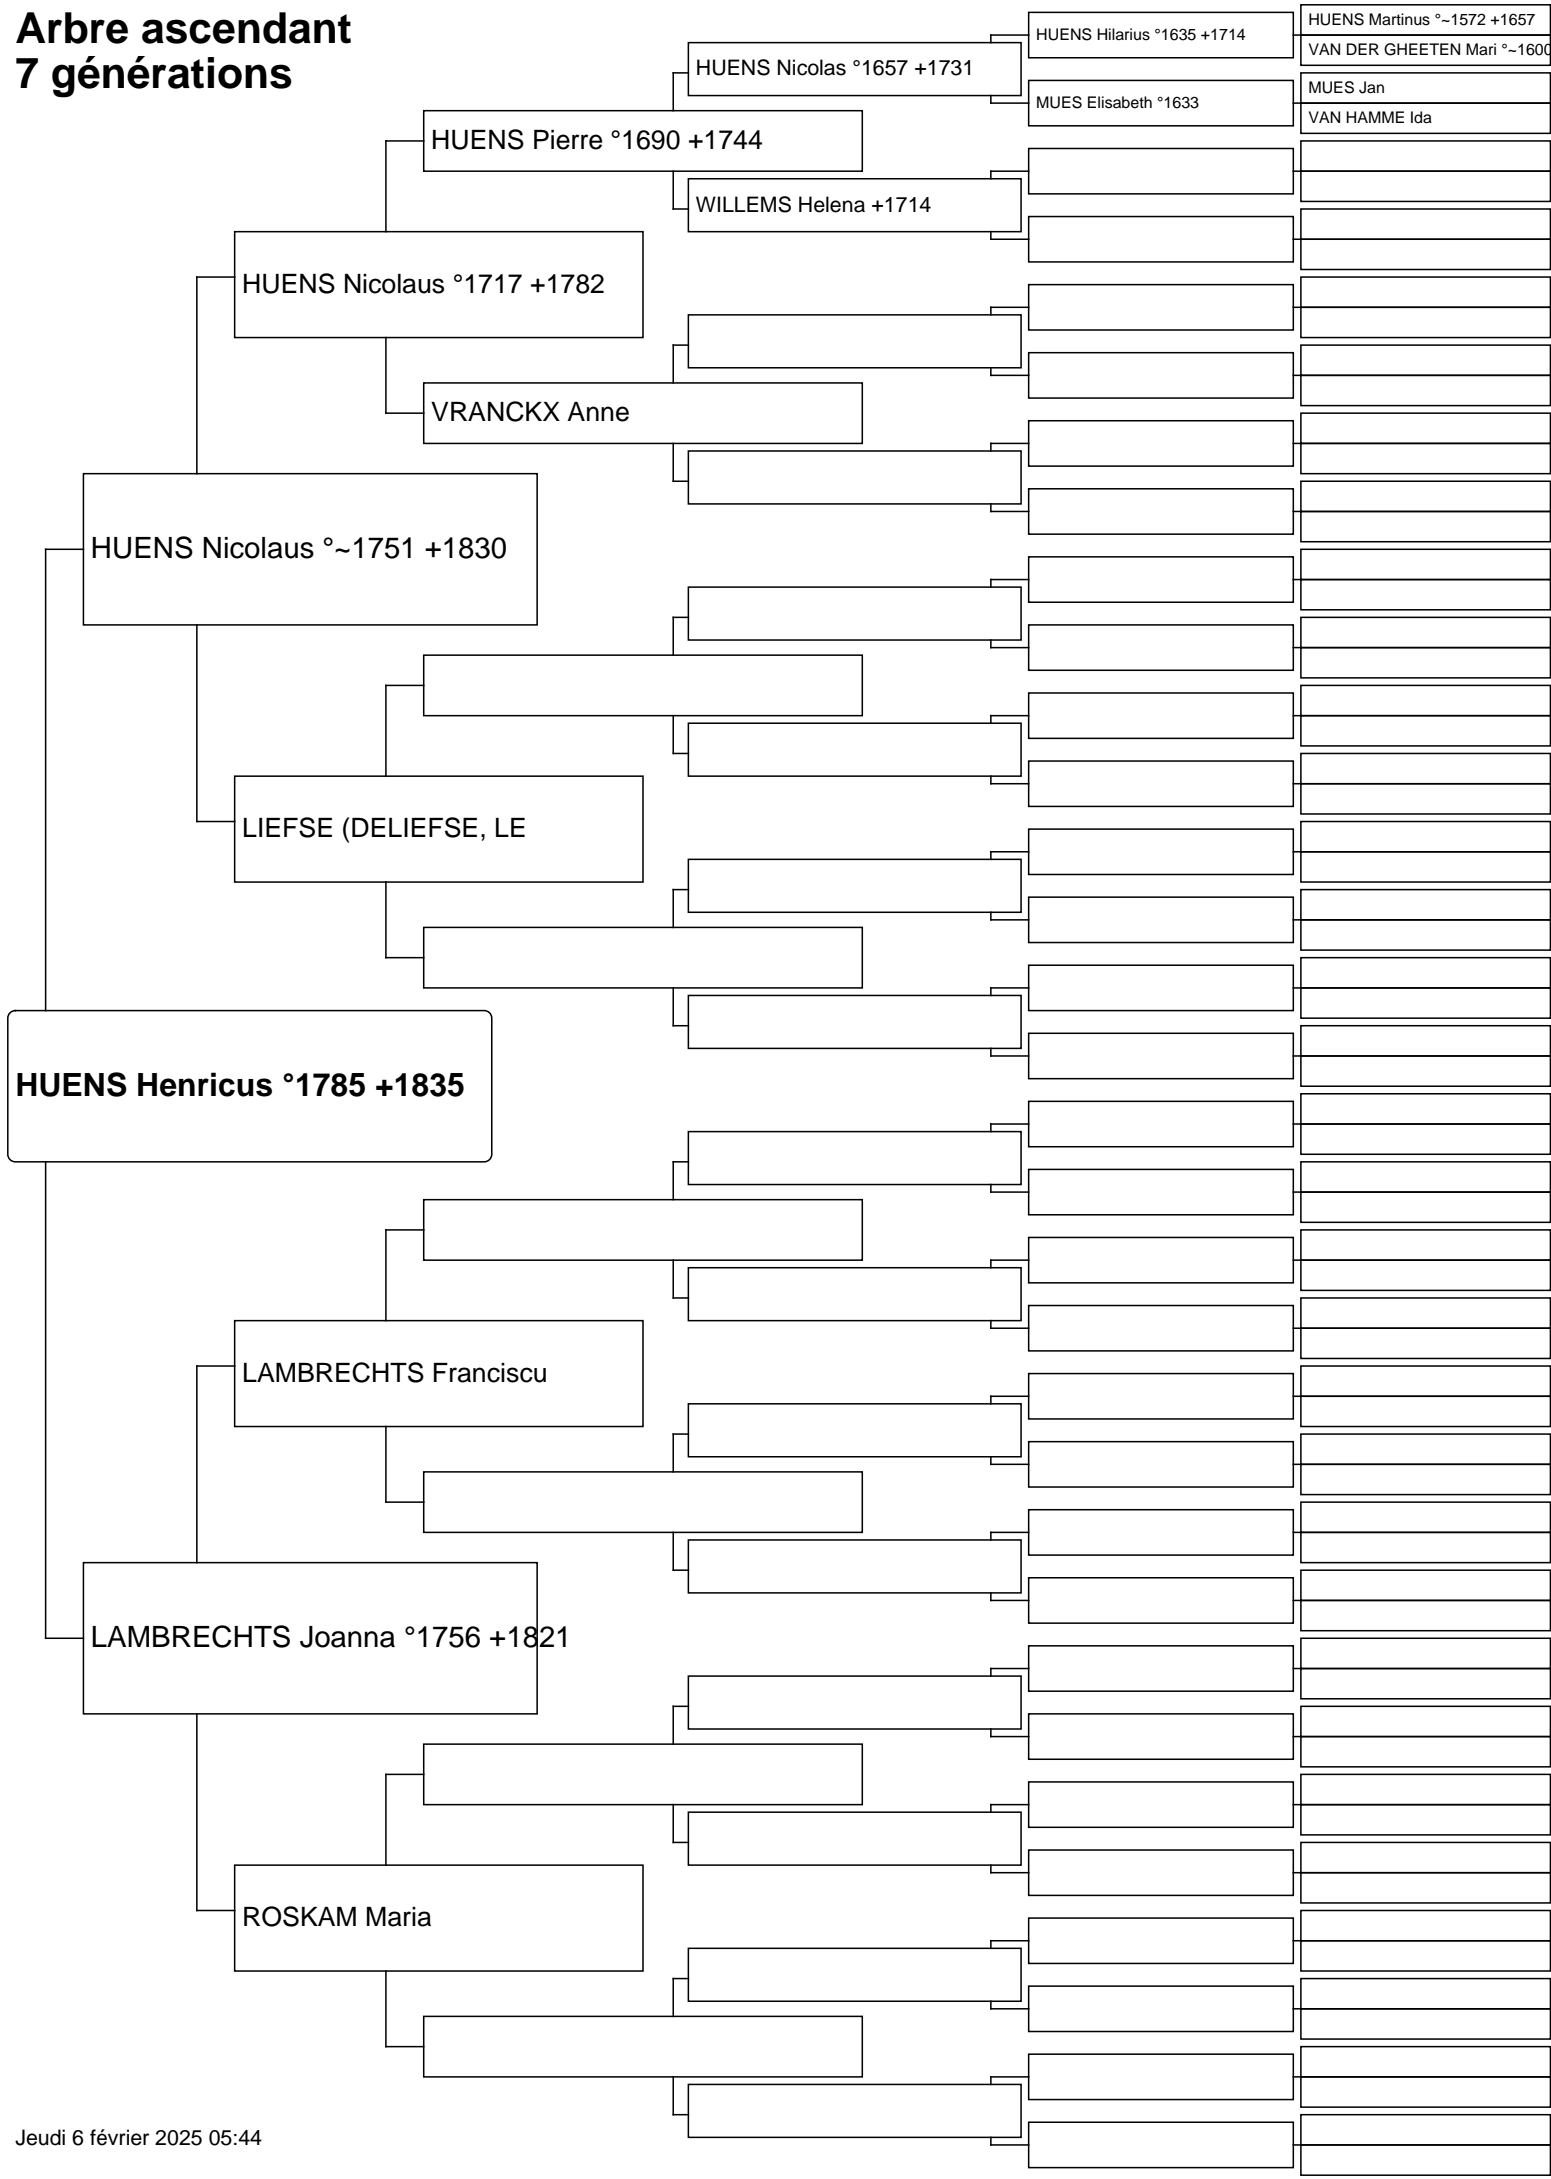 Arbre ascendant
7 générations
HUENS Martinus °~1572 +1657
HUENS Hilarius °1635 +1714
VAN DER GHEETEN Mari °~1600
HUENS Nicolas °1657 +1731
MUES Jan
MUES Elisabeth °1633
VAN HAMME Ida
HUENS Pierre °1690 +1744
WILLEMS Helena +1714
HUENS Nicolaus °1717 +1782
VRANCKX Anne
HUENS Nicolaus °~1751 +1830
LIEFSE (DELIEFSE, LE
HUENS Henricus °1785 +1835
LAMBRECHTS Franciscu
LAMBRECHTS Joanna °1756 +1821
ROSKAM Maria
Jeudi 6 février 2025 05:44